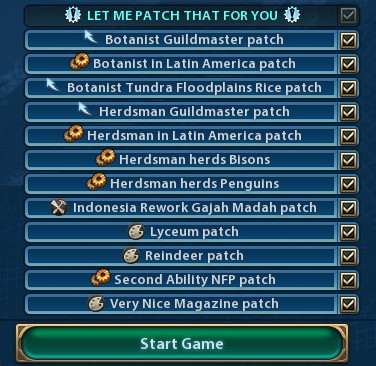 LET ME PATCH THAT FOR YOU
Botanist Guildmaster patch
Botanist in Latin America patch
Botanist Tundra Floodplains Rice patch
Herdsman Guildmaster patch
Herdsman in Latin America patch
Herdsman herds Bisons
Herdsman herds Penguins
Indonesia Rework Gajah Madah patch
Lyceum patch
Reindeer patch
Second Ability NFP patch
Very Nice Magazine patch
Start Game